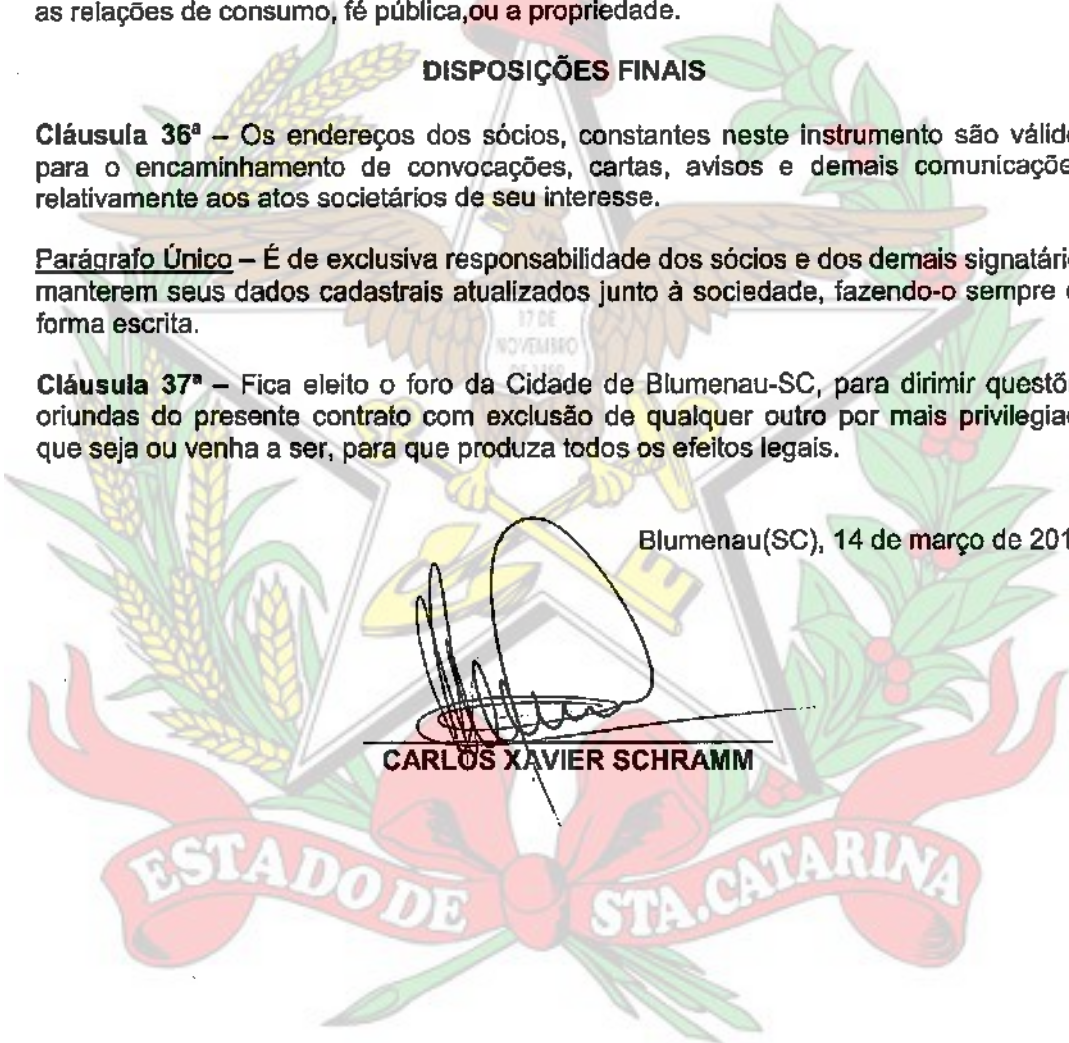 as relações de consumo, fé pública,ou a propriedade.
DISPOSIÇÕES FINAIS
Cláusula 36ª – Os endereços dos sócios, constantes neste instrumento são válid
para o encaminhamento de convocações, cartas, avisos e demais comunicaçõe
relativamente aos atos societários de seu interesse.
Parágrafo Único – É de exclusiva responsabilidade dos sócios e dos demais signatári
manterem seus dados cadastrais atualizados junto à sociedade, fazendo-o sempre
forma escrita.
17 DE
NOVEMBRO
Cláusula 37ª – Fica eleito o foro da Cidade de Blumenau-SC, para dirimir questõ
oriundas do presente contrato com exclusão de qualquer outro por mais privilegia
que seja ou venha a ser, para que produza todos os efeitos legais.
Blumenau(SC), 14 de março de 201
CARLOS XAVIER SCHRAMM
ESTADO DE STA.CATARINA